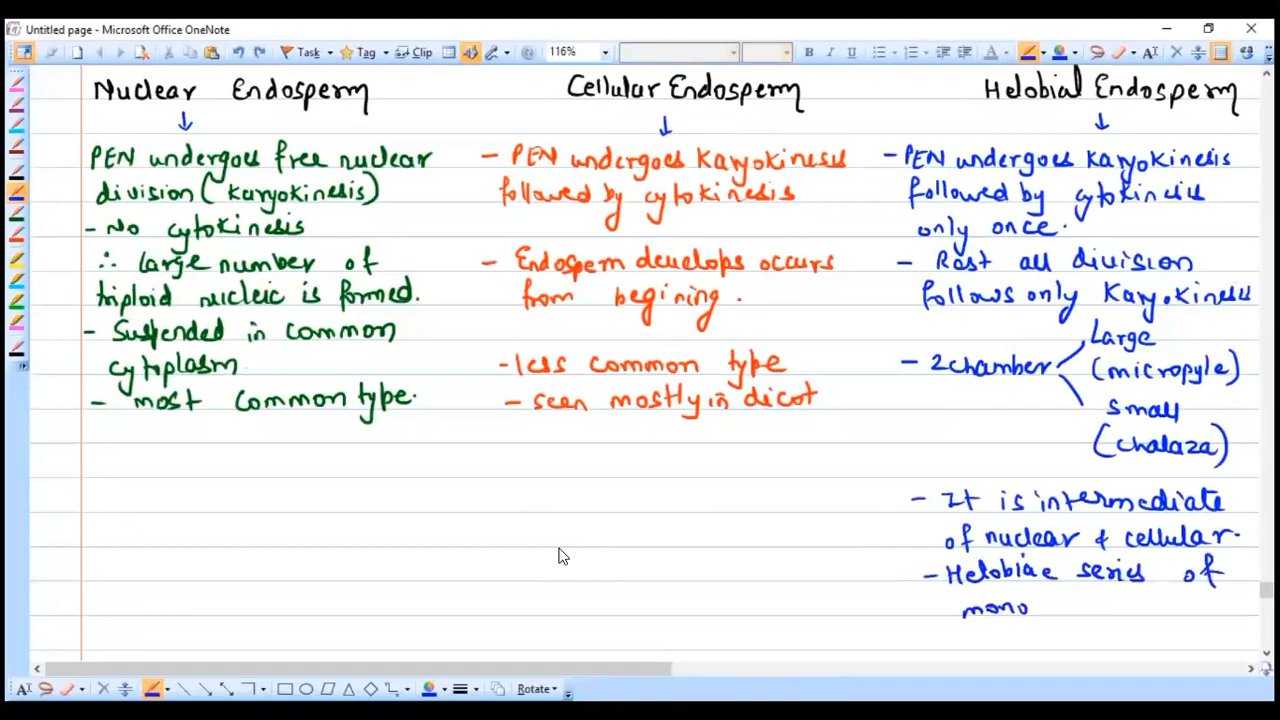 Untitled page - Microsoft Office OneNote
Task Tag Clip 116% B I U
Nuclear Endosperm
PEN undergoes free nuclear
division (karyokinesis)
- No cytokinesis
∴ large number of
triploid nucleic is formed.
- Suspended in common
cytoplasm
- most common type.
Cellular Endosperm
- PEN undergoes Karyokinesis
followed by cytokinesis
- Endosperm develops occurs
from begining.
- less common type
- seen mostly in dicot
Helobial Endosperm
- PEN undergoes Karyokinesis
followed by cytokinesis
only once.
- Rest all division
follows only Karyokinesis
- 2 chamber
Large
(micropyle)
small
(chalaza)
- It is intermediate
of nuclear & cellular.
- Helobiae series of
mono
Rotate